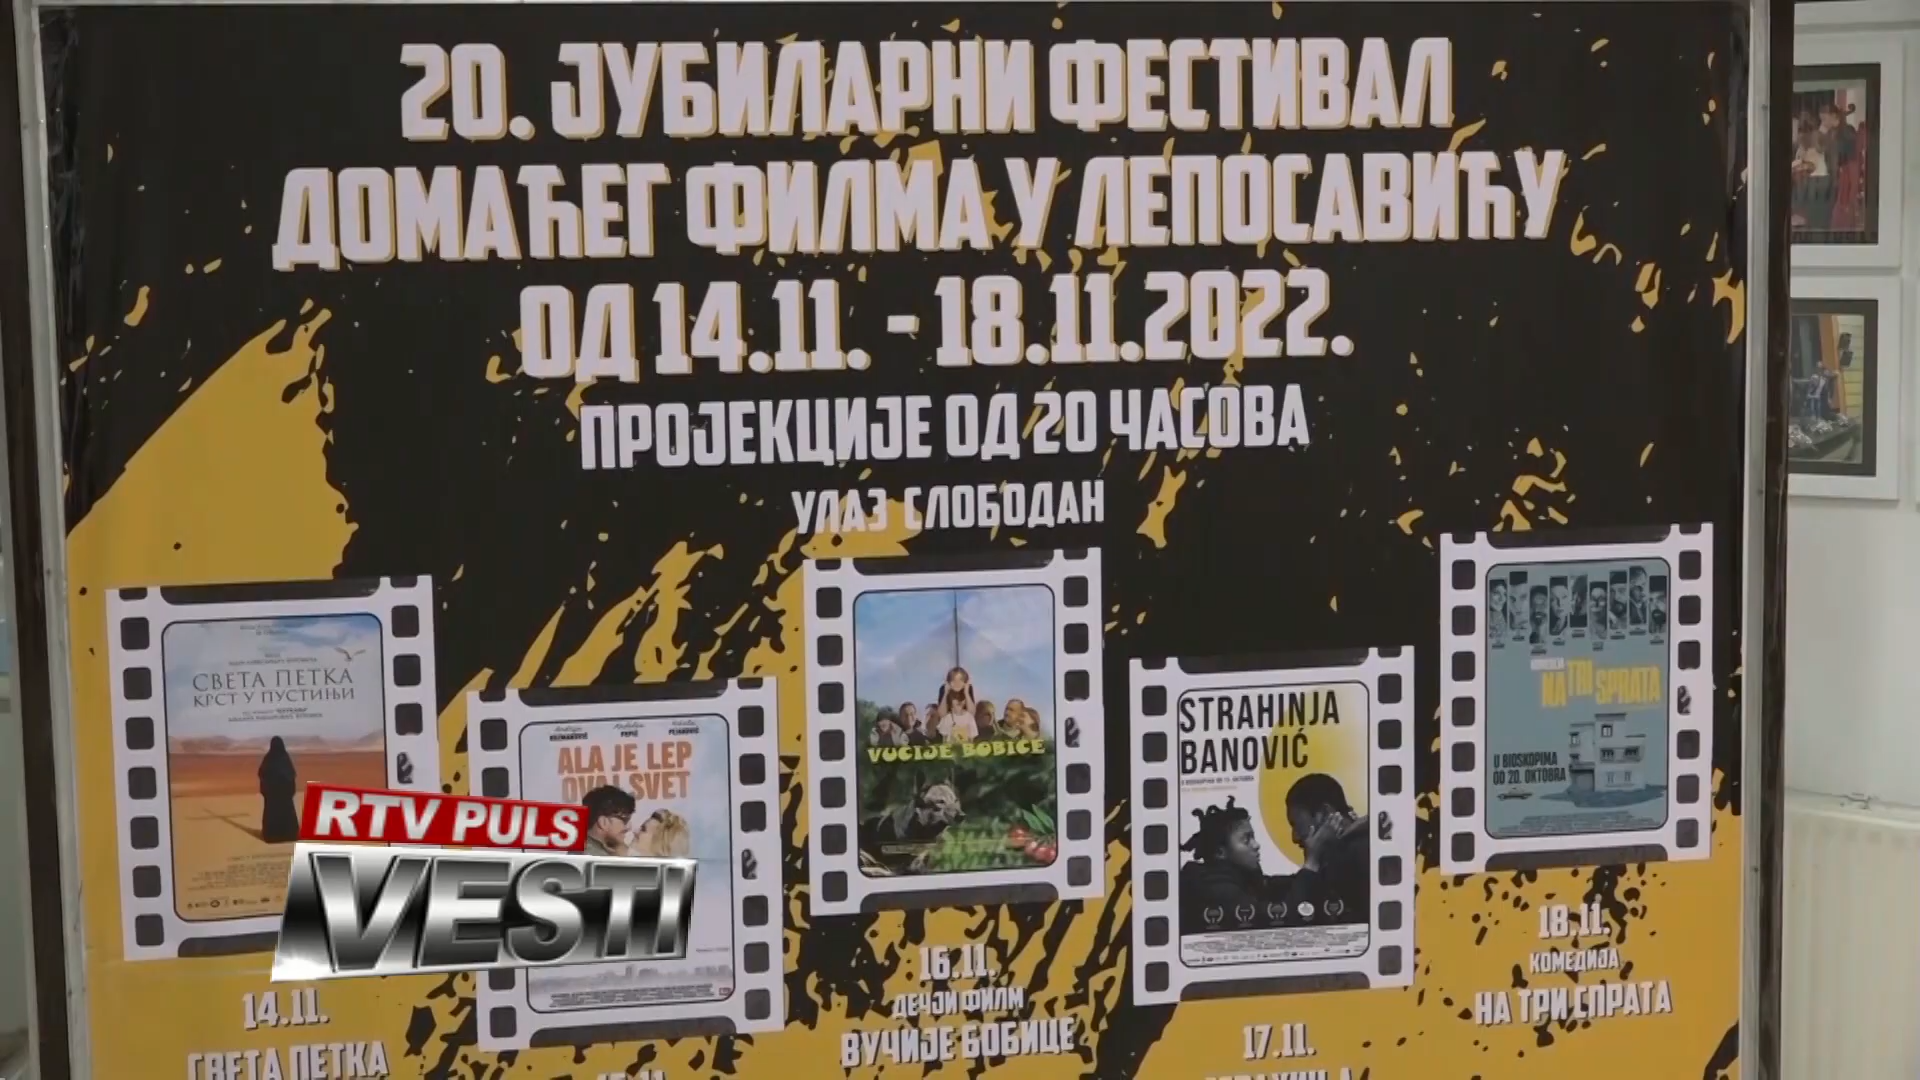 20. ЈУБИЛАРНИ ФЕСТИВАЛ
ДОМАЋЕГ ФИЛМА У ЛЕПОСАВИЋУ
ОД 14.11. - 18.11.2022.
ПРОЈЕКЦИЈЕ ОД 20 ЧАСОВА
УЛАЗ СЛОБОДАН
СВЕТА ПЕТКА
КРСТ У ПУСТИЊИ
ALA JE LEP
OVAJ SVET
VUČIJE BOBICE
STRAHINJA
BANOVIĆ
KOMEDIJA
NA TRI SPRATA
U BIOSKOPIMA
OD 20. OKTOBRA
RTV PULS
VESTI
14.11.
СВЕТА ПЕТКА
15.11.
16.11.
ДЕЧЈИ ФИЛМ
ВУЧИЈЕ БОБИЦЕ
17.11.
18.11.
КОМЕДИЈА
НА ТРИ СПРАТА